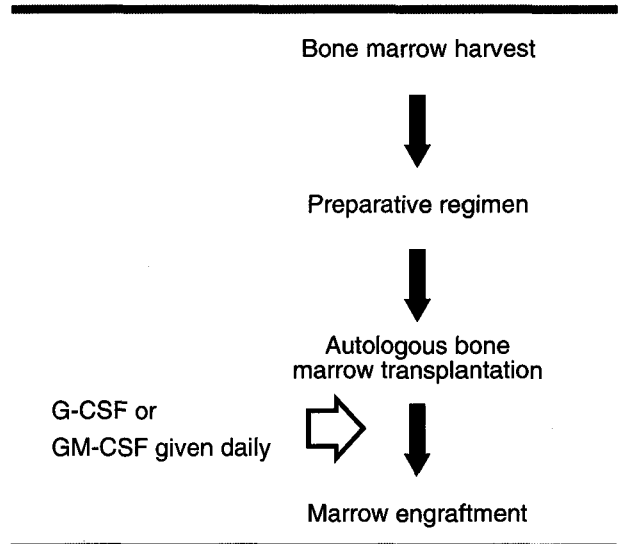 Bone marrow harvest
Preparative regimen
Autologous bone
marrow transplantation
G-CSF or
GM-CSF given daily
Marrow engraftment